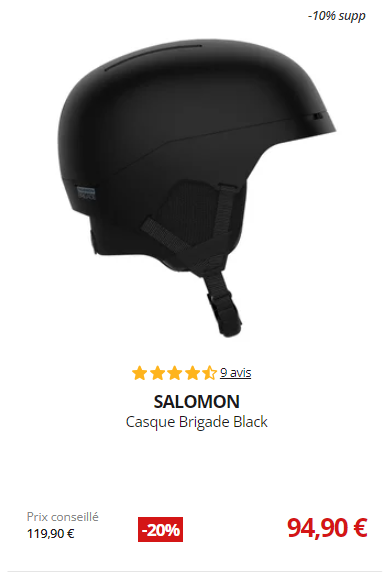 -10% supp
9 avis
SALOMON
Casque Brigade Black
Prix conseillé
119,90 €
-20%
94,90 €